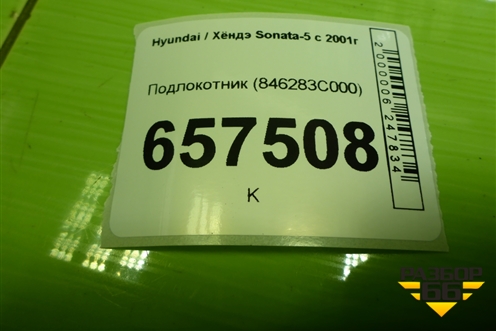 Hyundai / Хёндэ Sonata-5 с 2001г
Подлокотник (846283C000)
657508
К
2000006247834
РАЗБОР
66